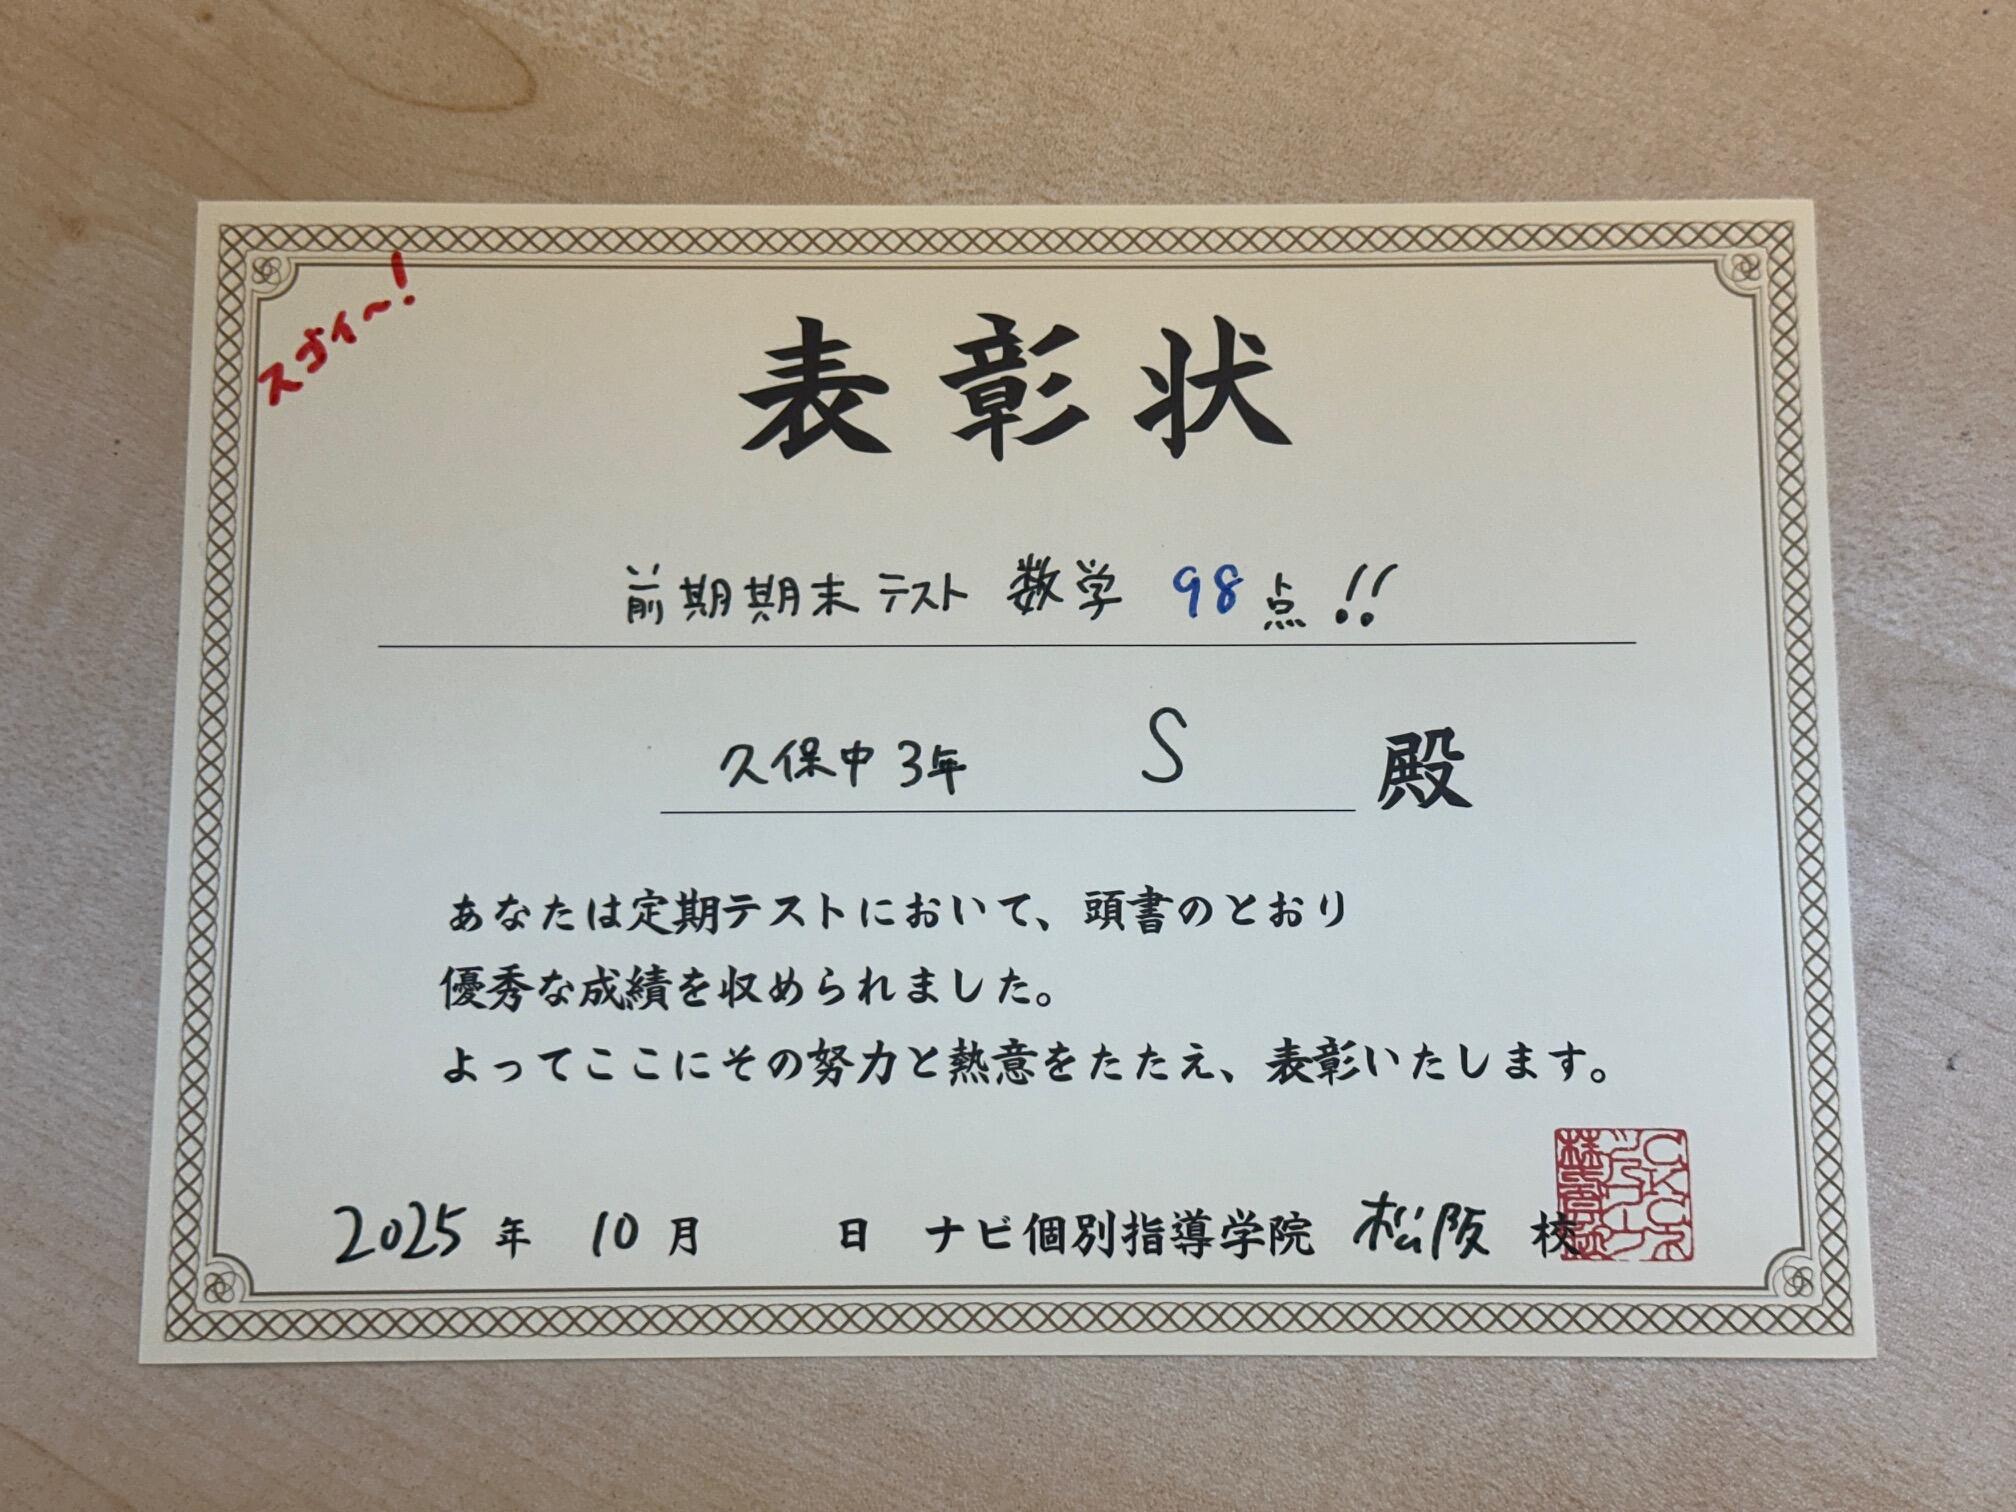 スゴイ〜!
表彰状
前期期末テスト 数学 98点!!
久保中3年 S 殿
あなたは定期テストにおいて、頭書のとおり
優秀な成績を収められました。
よってここにその努力と熱意をたたえ、表彰いたします。
2025年 10月 日 ナビ個別指導学院 松阪 校